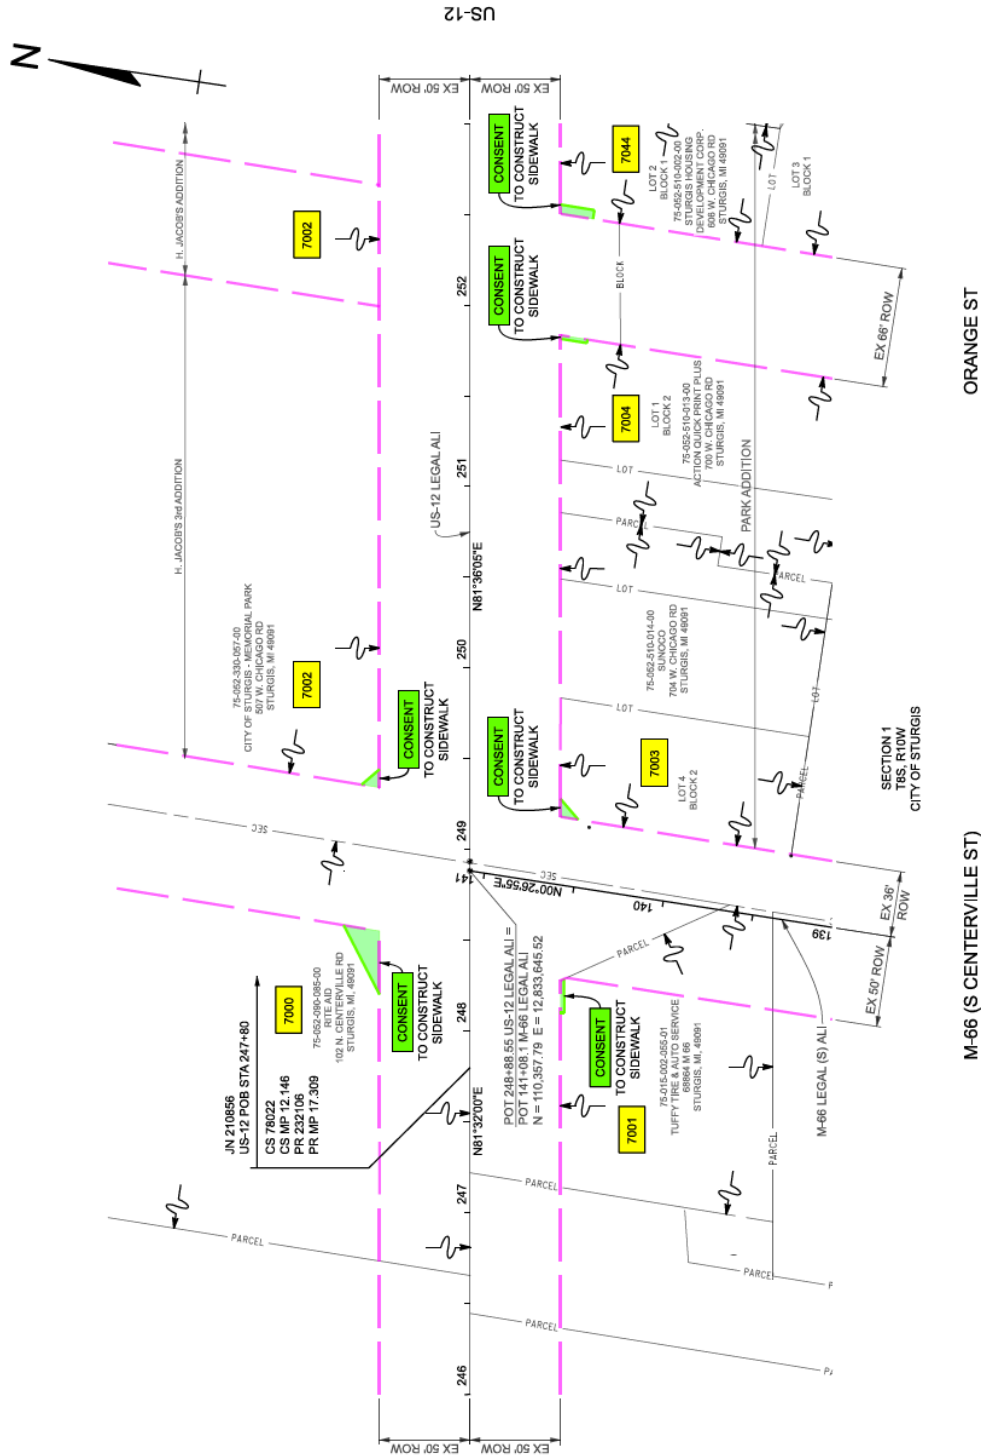 US-12
N
EX 50' ROW
EX 50' ROW
H. JACOB'S ADDITION
H. JACOB'S 3rd ADDITION
7002
CONSENT
TO CONSTRUCT
SIDEWALK
7044
LOT 2
BLOCK 1
75-052-510-002-00
STURGIS HOUSING
DEVELOPMENT CORP.
606 W. CHICAGO RD
STURGIS, MI 49091
LOT
LOT 3
BLOCK 1
252
CONSENT
TO CONSTRUCT
SIDEWALK
BLOCK
EX 66' ROW
ORANGE ST
7004
LOT 1
BLOCK 2
75-052-510-013-00
ACTION QUICK PRINT PLUS
700 W. CHICAGO RD
STURGIS, MI 49091
PARK ADDITION
US-12 LEGAL ALI
251
LOT
PARCEL
PARCEL
N81°36'05"E
LOT
250
75-052-330-057-00
CITY OF STURGIS - MEMORIAL PARK
507 W. CHICAGO RD
STURGIS, MI 49091
7002
CONSENT
TO CONSTRUCT
SIDEWALK
75-052-510-014-00
SUNOCO
704 W. CHICAGO RD
STURGIS, MI 49091
LOT
LOT
CONSENT
TO CONSTRUCT
SIDEWALK
7003
LOT 4
BLOCK 2
PARCEL
SECTION 1
T8S, R10W
CITY OF STURGIS
SEC
249
141
N00°26'55"E
SEC
140
139
EX 36'
ROW
EX 50' ROW
M-66 (S CENTERVILLE ST)
7000
75-052-090-085-00
RITE AID
102 N. CENTERVILLE RD
STURGIS, MI, 49091
CONSENT
TO CONSTRUCT
SIDEWALK
248
POT 248+88.55 US-12 LEGAL ALI =
POT 141+08.1 M-66 LEGAL ALI
N = 110,357.79 E = 12,833,645.52
CONSENT
TO CONSTRUCT
SIDEWALK
PARCEL
M-66 LEGAL (S) ALI
JN 210856
US-12 POB STA 247+80
CS 78022
CS MP 12.146
PR 232106
PR MP 17.309
N81°32'00"E
7001
75-015-002-055-01
TUFFY TIRE & AUTO SERVICE
68864 M 66
STURGIS, MI, 49091
PARCEL
247
PARCEL
PARCEL
PARCEL
246
PARCEL
EX 50' ROW
EX 50' ROW